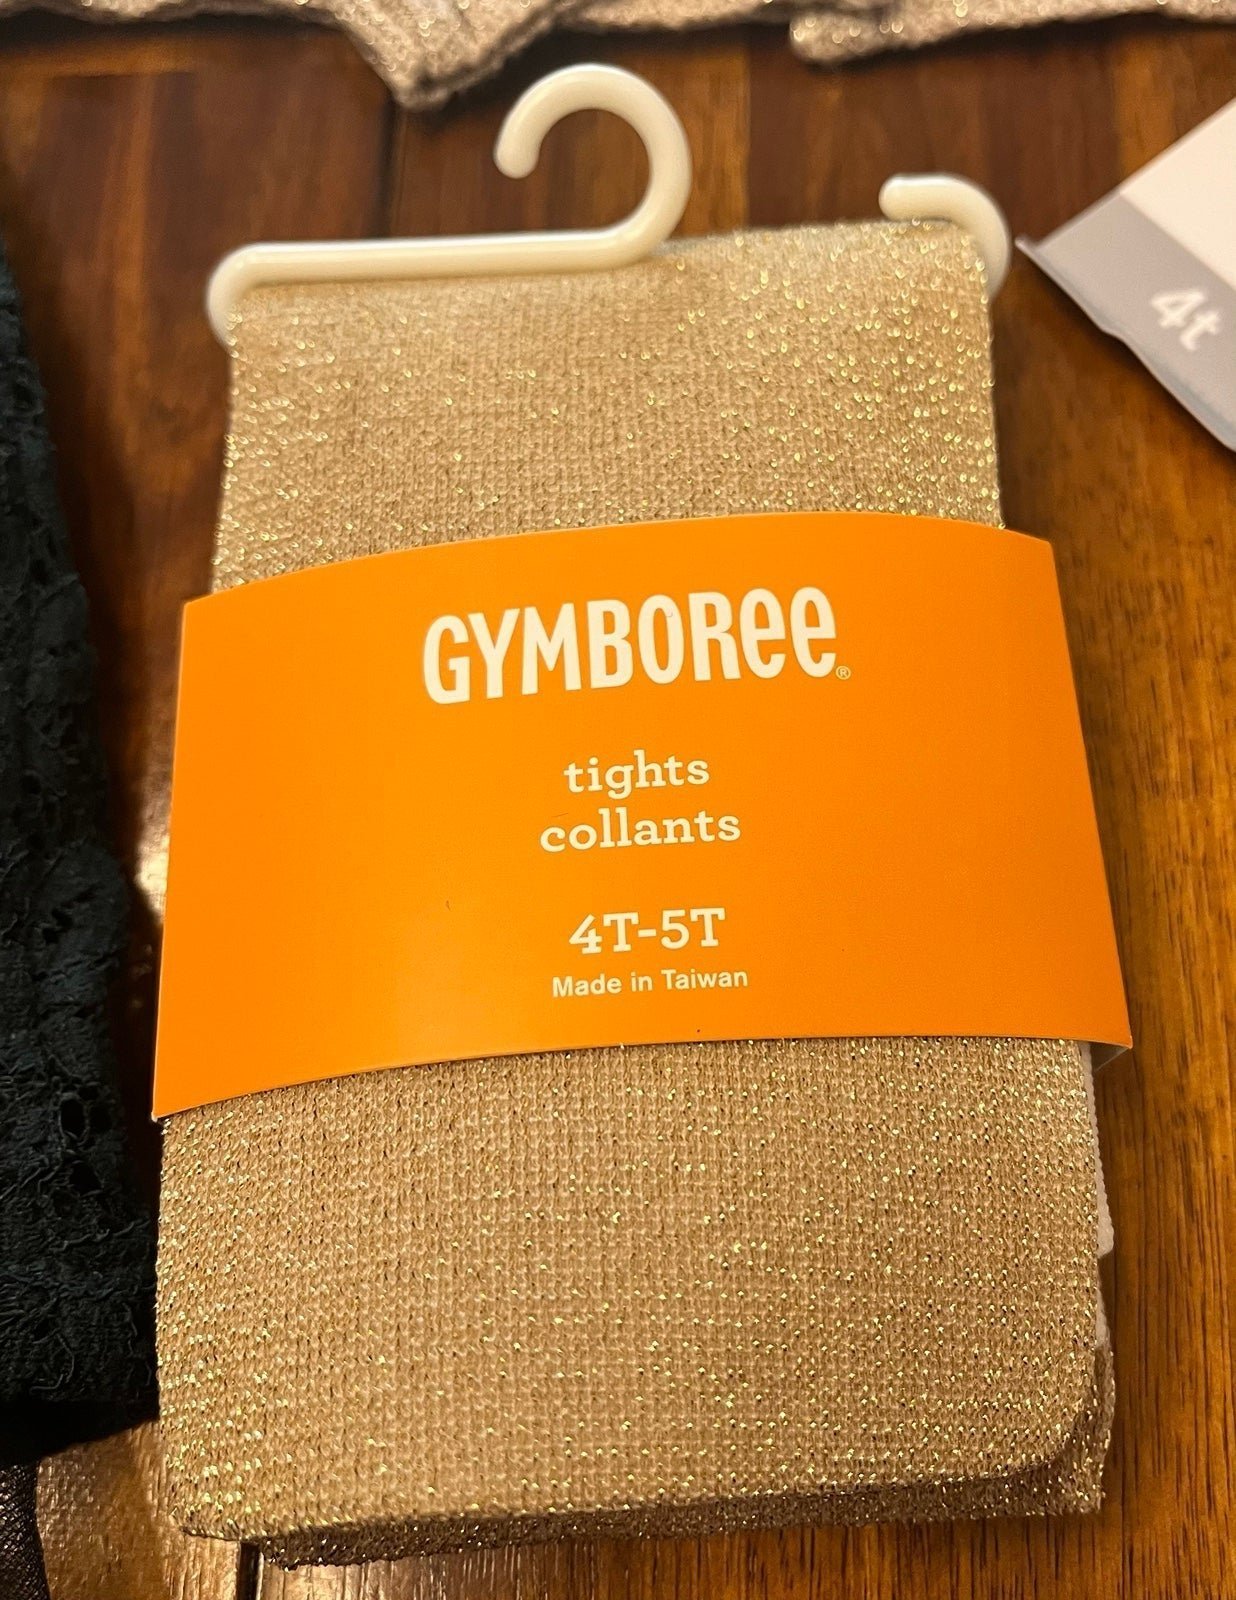 4t
GYMBOREE®
tights
collants
4T-5T
Made in Taiwan